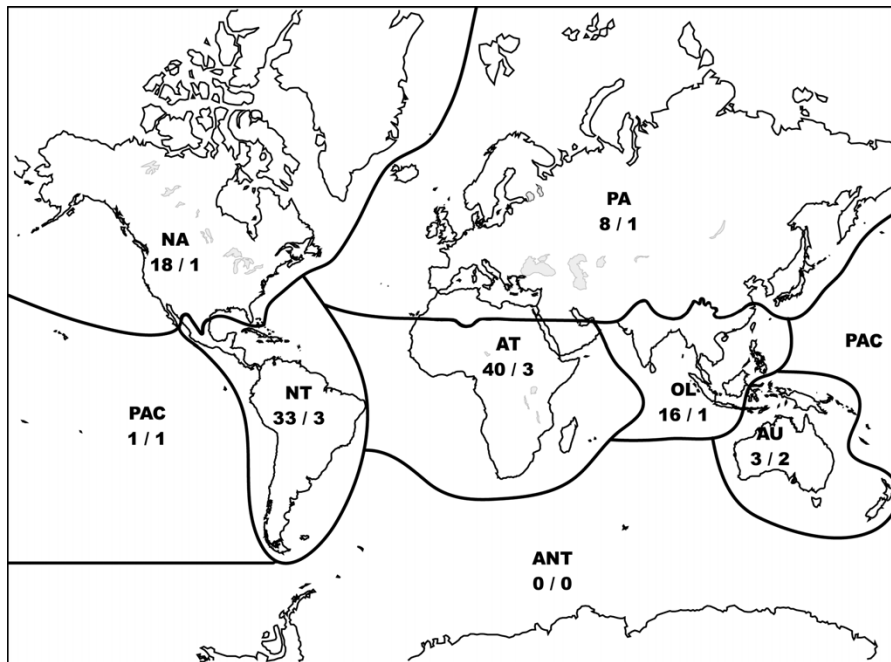 PA
8 / 1
NA
18 / 1
AT
40 / 3
PAC
NT
33 / 3
OL
16 / 1
PAC
1 / 1
AU
3 / 2
ANT
0 / 0